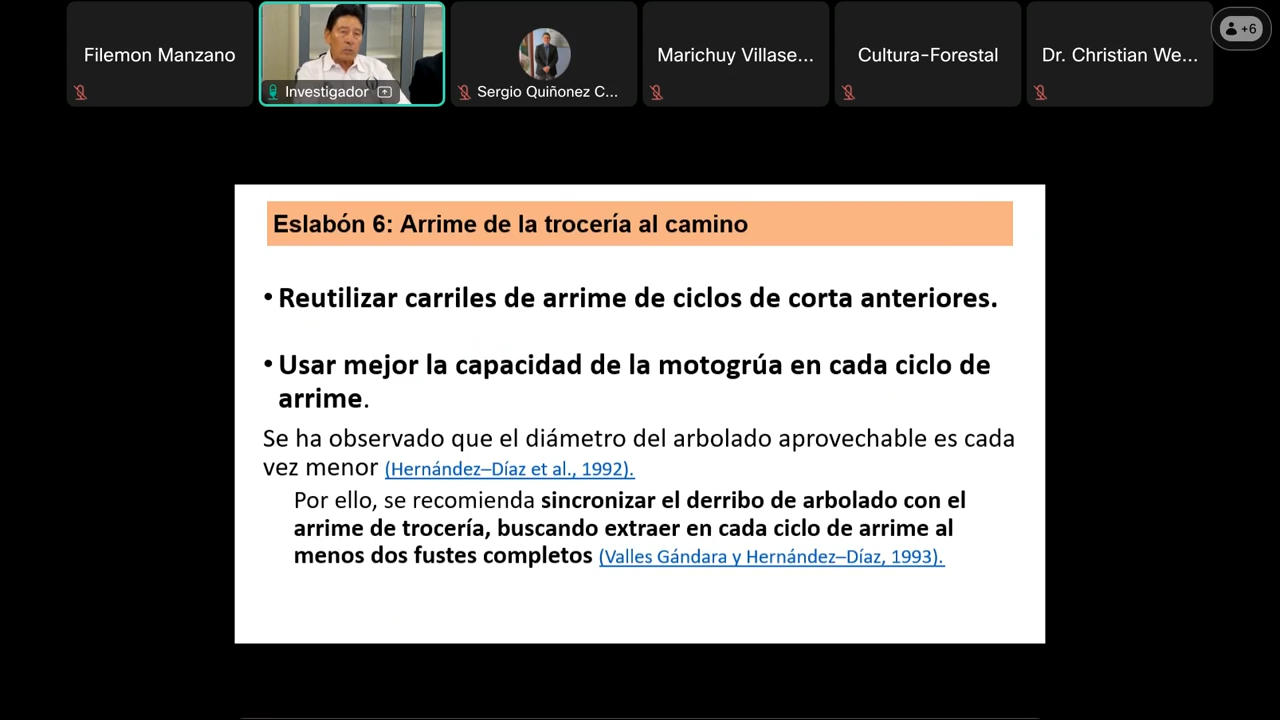 Filemon Manzano
Investigador
Sergio Quiñonez C...
Marichuy Villase...
Cultura-Forestal
Dr. Christian We...
+6
Eslabón 6: Arrime de la trocería al camino
• Reutilizar carriles de arrime de ciclos de corta anteriores.
• Usar mejor la capacidad de la motogrúa en cada ciclo de
arrime.
Se ha observado que el diámetro del arbolado aprovechable es cada
vez menor (Hernández–Díaz et al., 1992).
Por ello, se recomienda sincronizar el derribo de arbolado con el
arrime de trocería, buscando extraer en cada ciclo de arrime al
menos dos fustes completos (Valles Gándara y Hernández–Díaz, 1993).